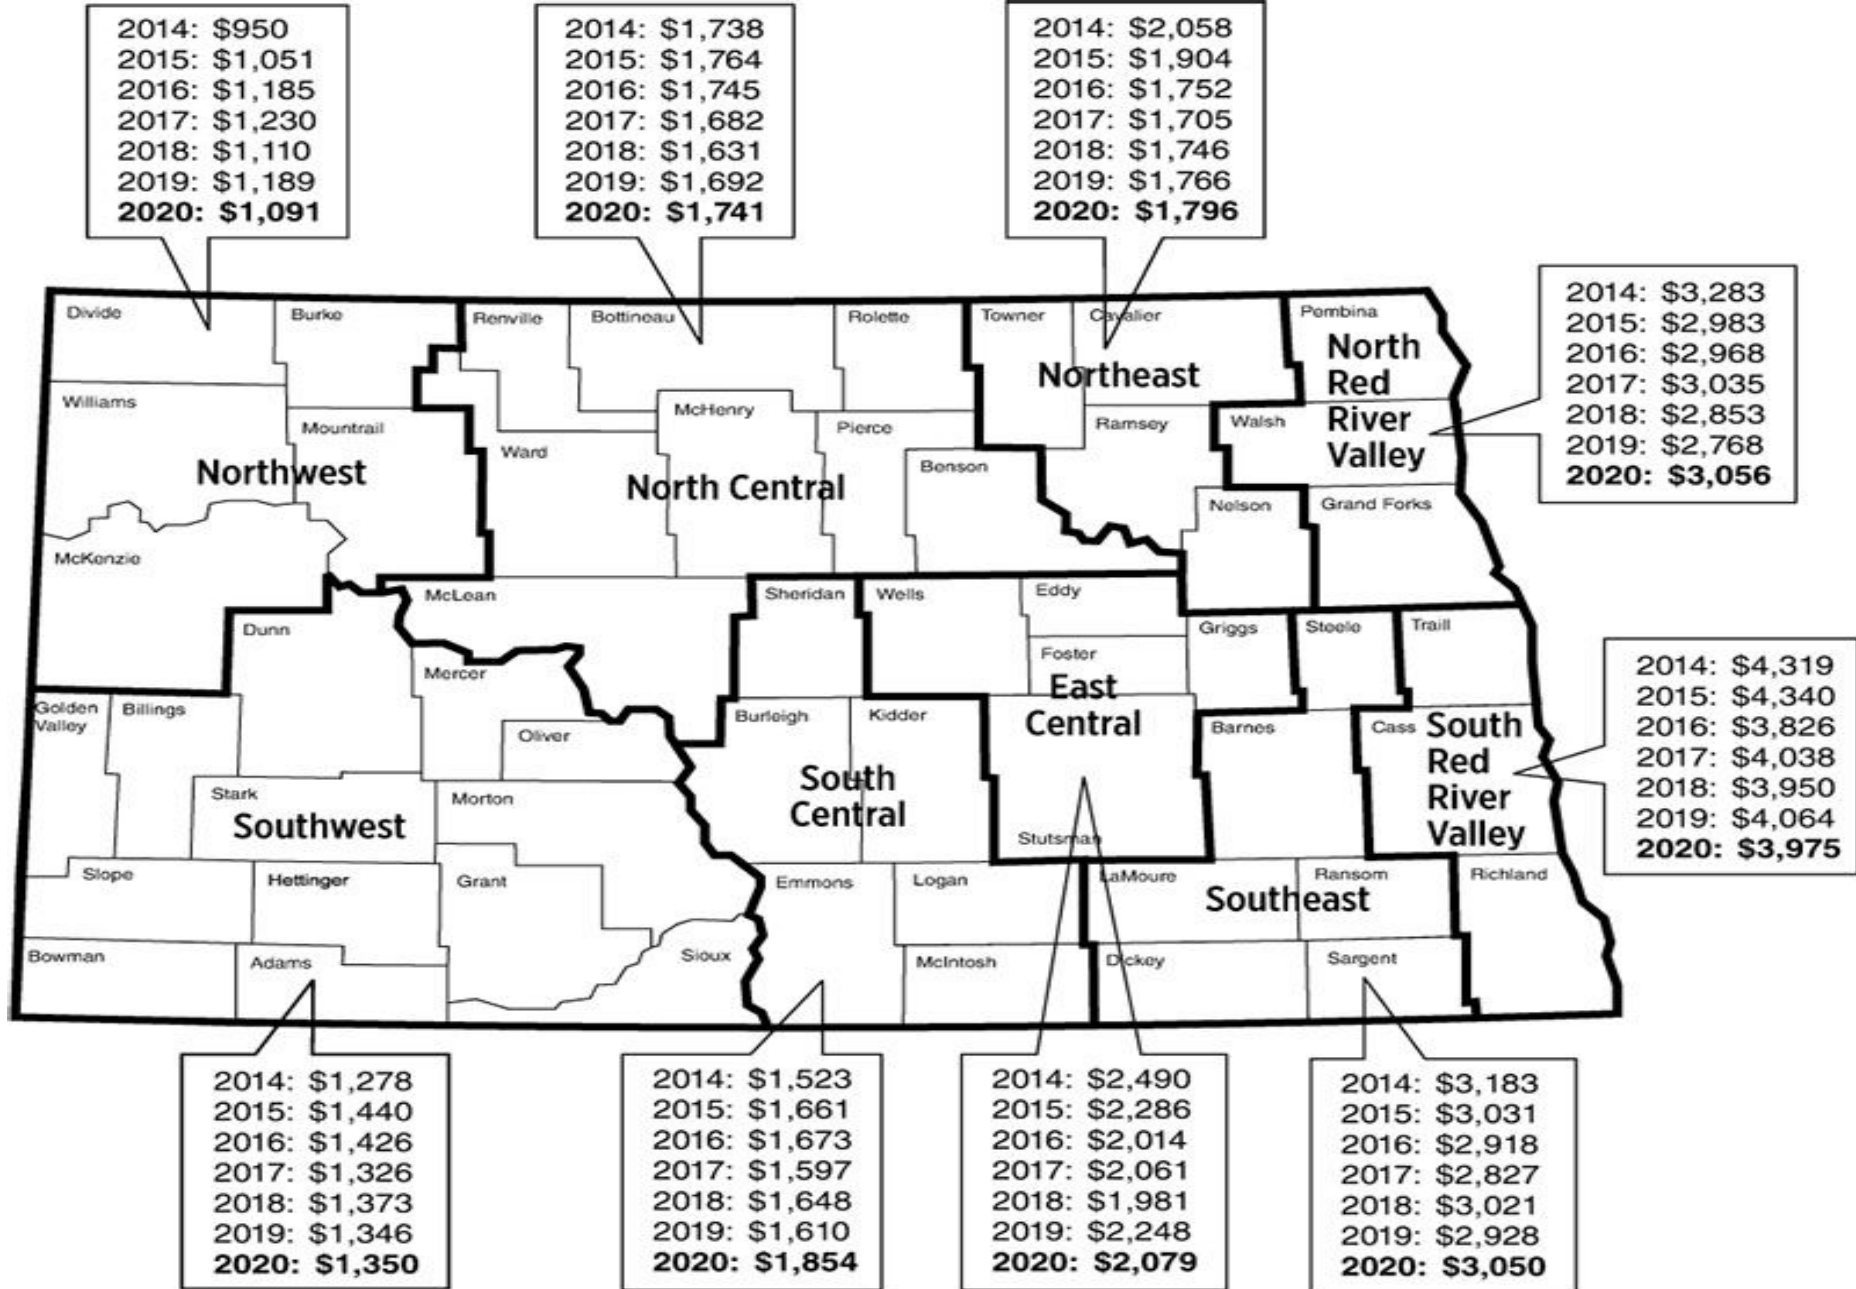 2014: $950
2015: $1,051
2016: $1,185
2017: $1,230
2018: $1,110
2019: $1,189
2020: $1,091
2014: $1,738
2015: $1,764
2016: $1,745
2017: $1,682
2018: $1,631
2019: $1,692
2020: $1,741
2014: $2,058
2015: $1,904
2016: $1,752
2017: $1,705
2018: $1,746
2019: $1,766
2020: $1,796
2014: $3,283
2015: $2,983
2016: $2,968
2017: $3,035
2018: $2,853
2019: $2,768
2020: $3,056
Divide
Burke
Williams
Mountrail
Northwest
McKenzie
Renville
Bottineau
Rolette
McHenry
Pierce
Ward
Benson
North Central
McLean
Towner
Cavalier
Northeast
Ramsey
Nelson
Pembina
North
Red
River
Valley
Walsh
Grand Forks
Dunn
Mercer
Golden
Valley
Billings
Oliver
Stark
Morton
Southwest
Slope
Hettinger
Grant
Bowman
Adams
Sioux
Sheridan
Burleigh
Kidder
South
Central
Emmons
Logan
McIntosh
Wells
Eddy
Foster
Griggs
East
Central
Stutsman
Steele
Barnes
LaMoure
Ransom
Southeast
Dickey
Sargent
Traill
Cass
South
Red
River
Valley
Richland
2014: $4,319
2015: $4,340
2016: $3,826
2017: $4,038
2018: $3,950
2019: $4,064
2020: $3,975
2014: $1,278
2015: $1,440
2016: $1,426
2017: $1,326
2018: $1,373
2019: $1,346
2020: $1,350
2014: $1,523
2015: $1,661
2016: $1,673
2017: $1,597
2018: $1,648
2019: $1,610
2020: $1,854
2014: $2,490
2015: $2,286
2016: $2,014
2017: $2,061
2018: $1,981
2019: $2,248
2020: $2,079
2014: $3,183
2015: $3,031
2016: $2,918
2017: $2,827
2018: $3,021
2019: $2,928
2020: $3,050